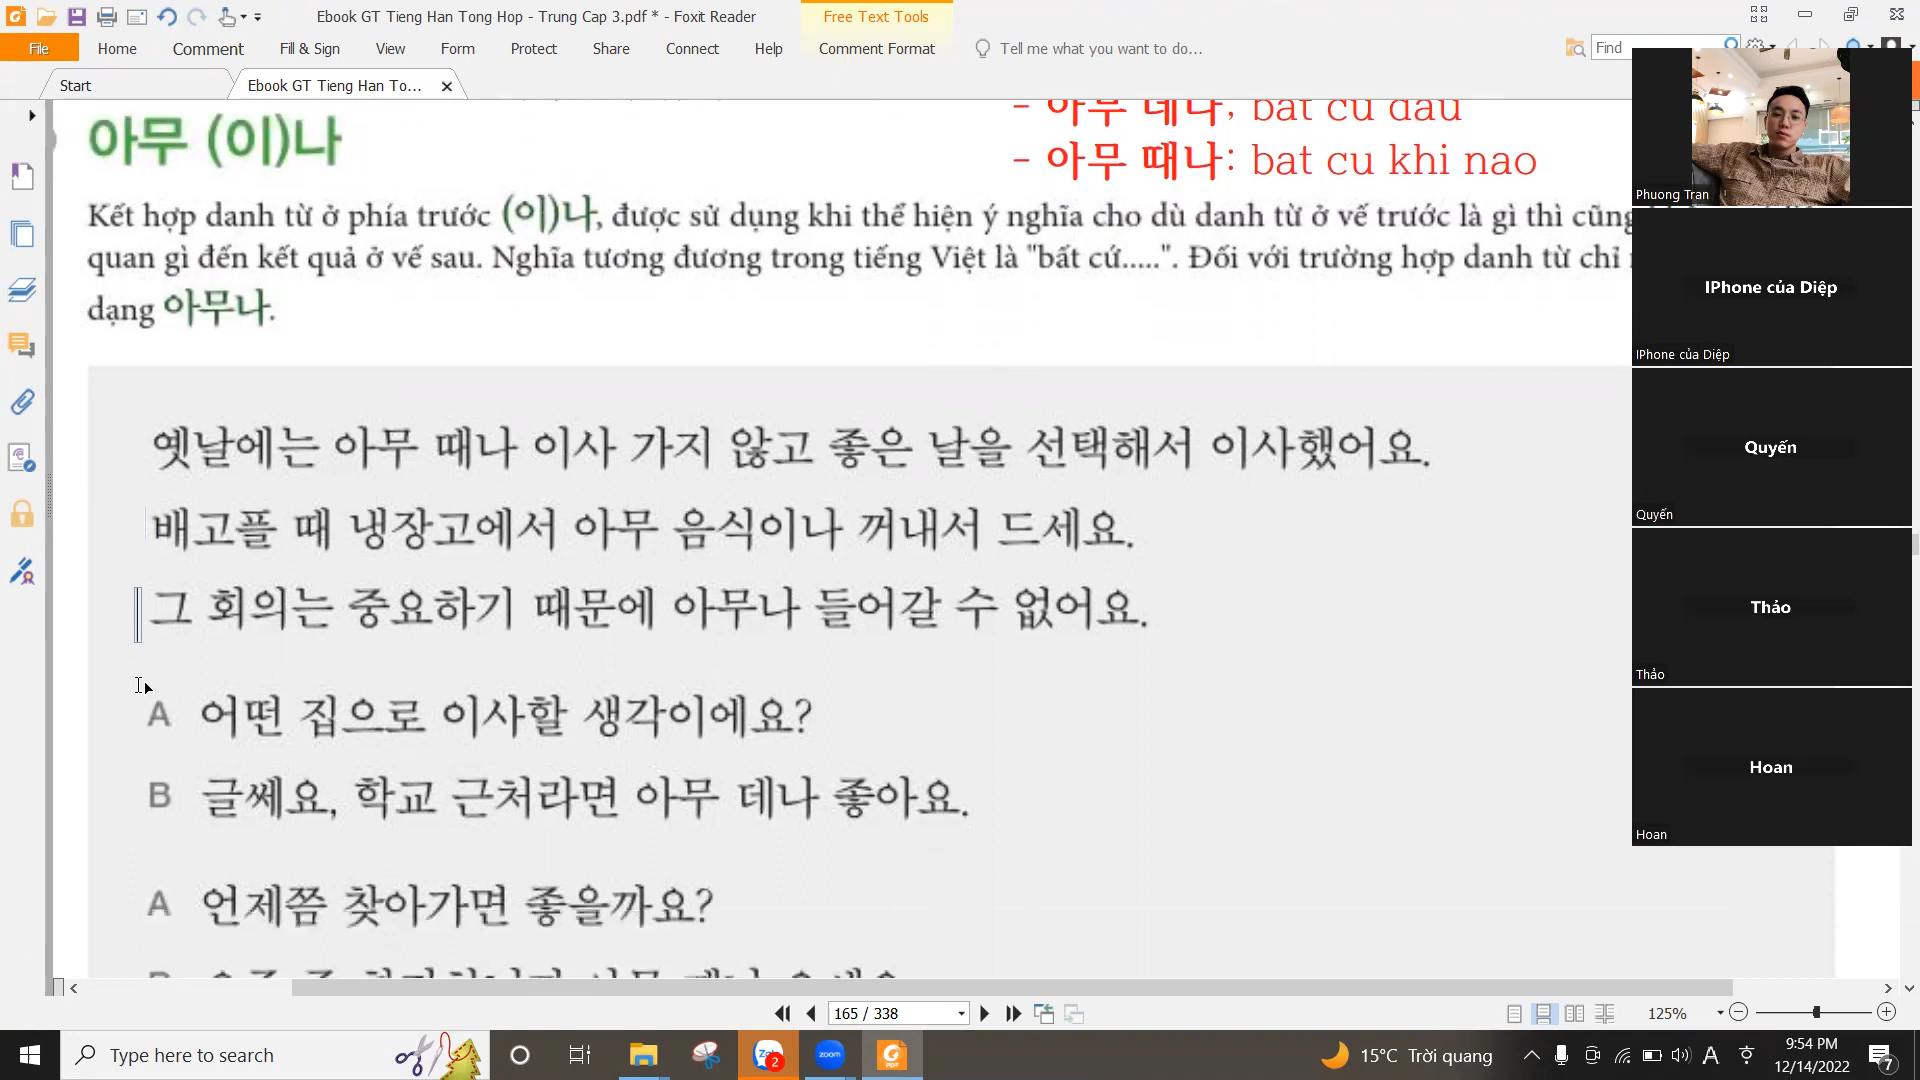 Ebook GT Tieng Han Tong Hop - Trung Cap 3.pdf * - Foxit Reader
Free Text Tools
File Home Comment Fill & Sign View Form Protect Share Connect Help Comment Format Tell me what you want to do... Find
Start Ebook GT Tieng Han To...
- 아무 데나; bat cu dau
아무 (이)나
- 아무 때나: bat cu khi nao
Kết hợp danh từ ở phía trước (이)나, được sử dụng khi thể hiện ý nghĩa cho dù danh từ ở vế trước là gì thì cũng
quan gì đến kết quả ở vế sau. Nghĩa tương đương trong tiếng Việt là "bất cứ.....". Đối với trường hợp danh từ chỉ
dạng 아무나.
옛날에는 아무 때나 이사 가지 않고 좋은 날을 선택해서 이사했어요.
배고플 때 냉장고에서 아무 음식이나 꺼내서 드세요.
그 회의는 중요하기 때문에 아무나 들어갈 수 없어요.
A 어떤 집으로 이사할 생각이에요?
B 글쎄요, 학교 근처라면 아무 데나 좋아요.
A 언제쯤 찾아가면 좋을까요?
Phuong Tran
IPhone của Diệp
IPhone của Diệp
Quyến
Quyến
Thảo
Thảo
Hoan
Hoan
165 / 338
125%
Type here to search
Za
2
zoom
PDF
15°C Trời quang
A
9:54 PM
12/14/2022
7